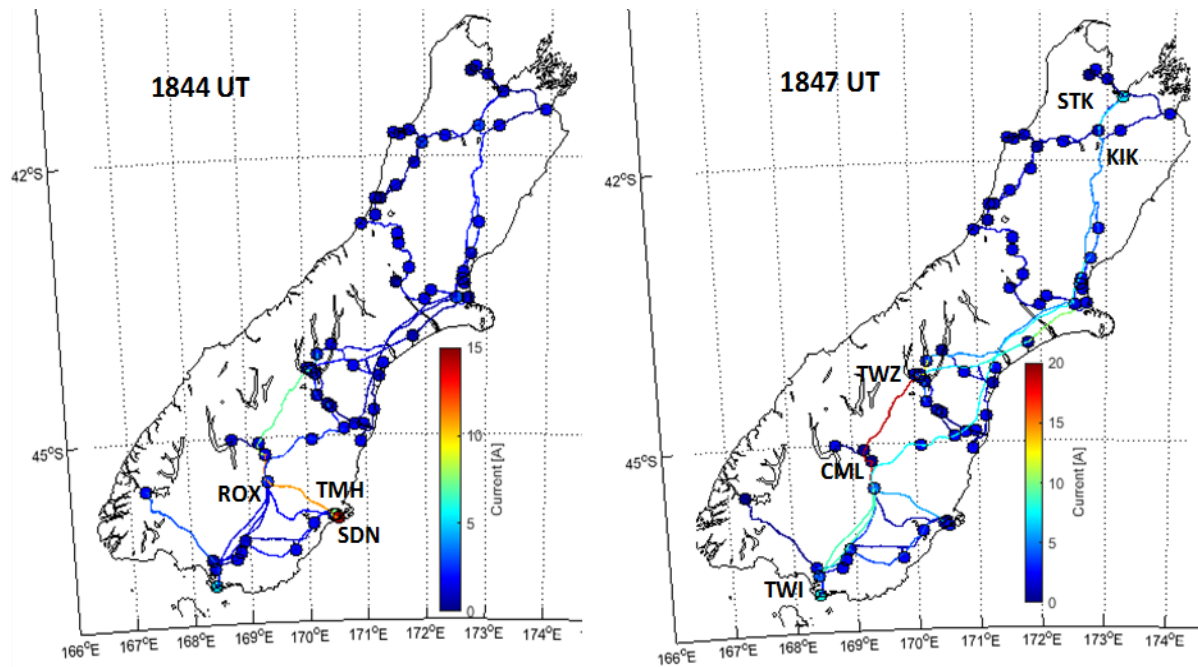 1844 UT
42°S
45°S
ROX
TMH
SDN
15
10
5
0
Current [A]
166°E
167°E
168°E
169°E
170°E
171°E
172°E
173°E
174°E
1847 UT
STK
KIK
42°S
TWZ
45°S
CML
TWI
20
15
10
5
0
Current [A]
166°E
167°E
168°E
169°E
170°E
171°E
172°E
173°E
174°E